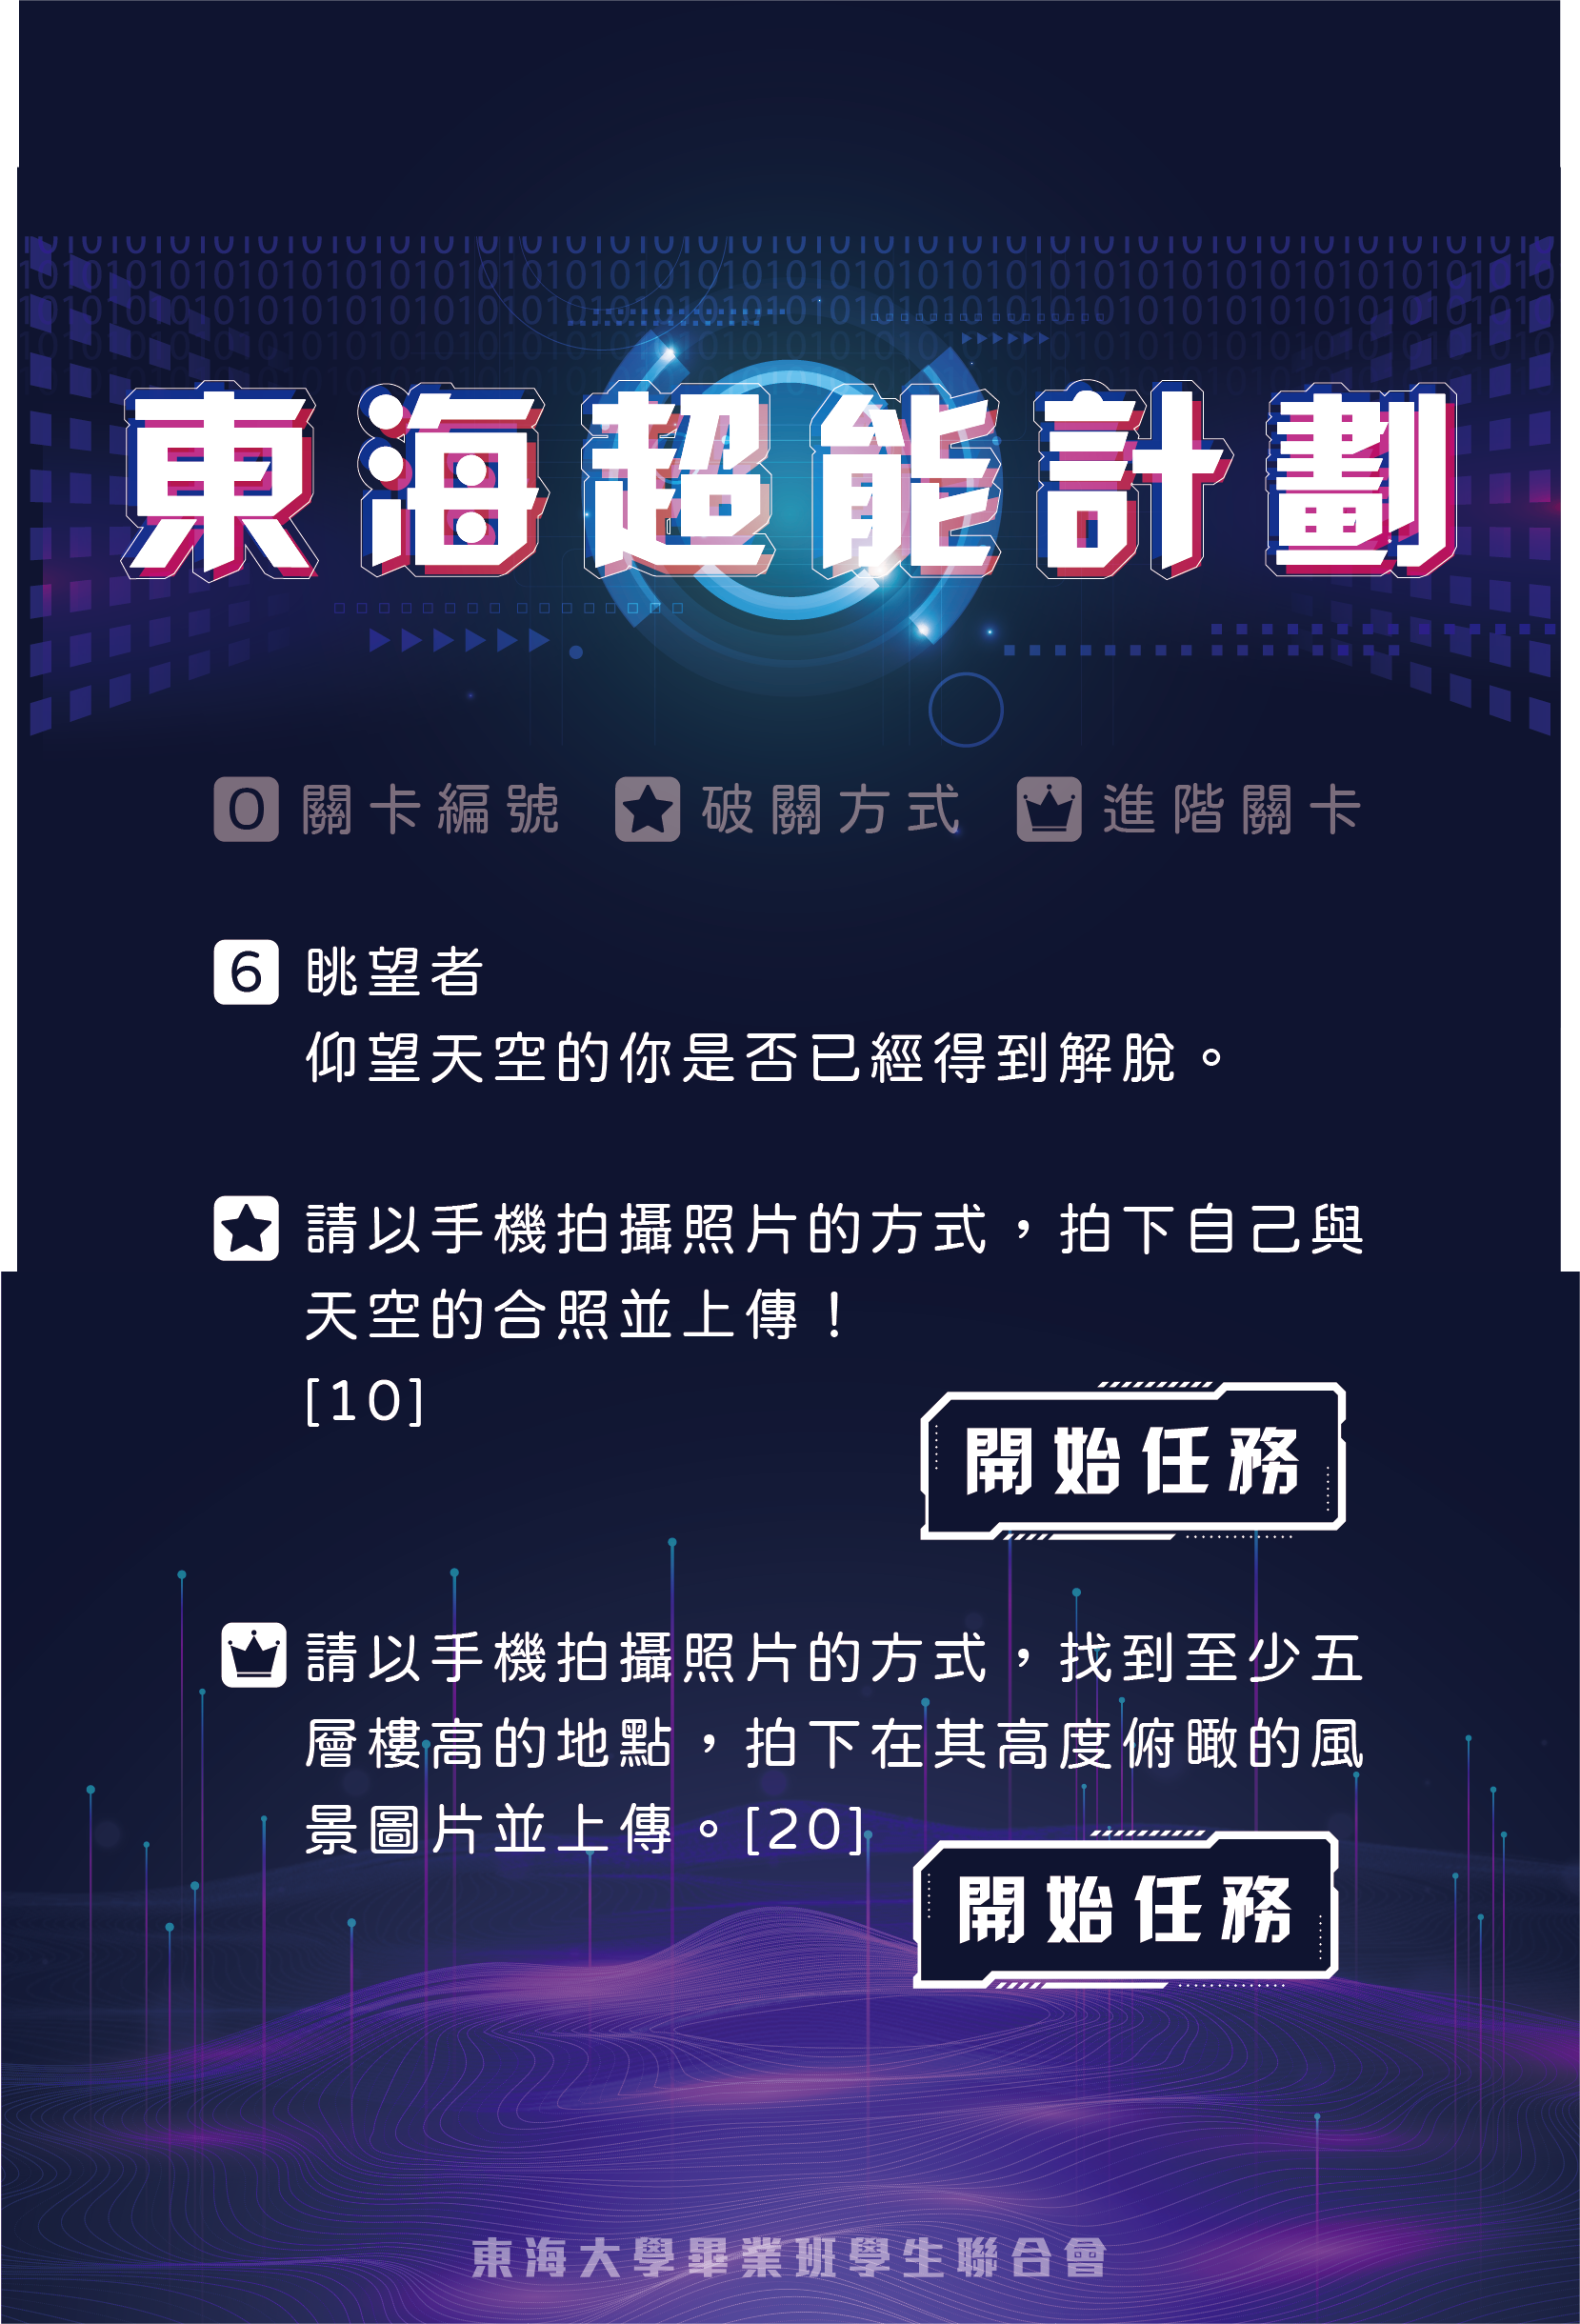 東海超能計劃
0 關卡編號 ★ 破關方式 進階關卡
6 眺望者
仰望天空的你是否已經得到解脫。
★ 請以手機拍攝照片的方式，拍下自己與
天空的合照並上傳！
[10]
開始任務
請以手機拍攝照片的方式，找到至少五
層樓高的地點，拍下在其高度俯瞰的風
景圖片並上傳。[20]
開始任務
東海大學畢業班學生聯合會